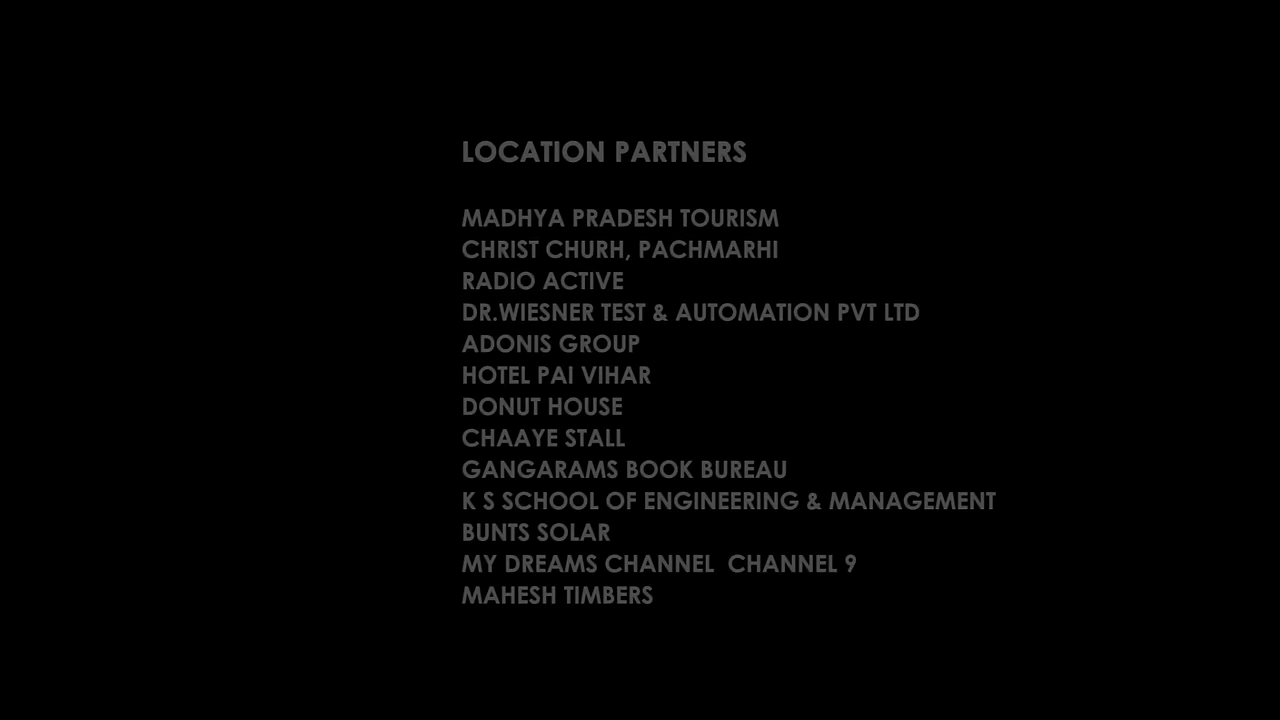 LOCATION PARTNERS
MADHYA PRADESH TOURISM
CHRIST CHURH, PACHMARHI
RADIO ACTIVE
DR.WIESNER TEST & AUTOMATION PVT LTD
ADONIS GROUP
HOTEL PAI VIHAR
DONUT HOUSE
CHAAYE STALL
GANGARAMS BOOK BUREAU
K S SCHOOL OF ENGINEERING & MANAGEMENT
BUNTS SOLAR
MY DREAMS CHANNEL  CHANNEL 9
MAHESH TIMBERS